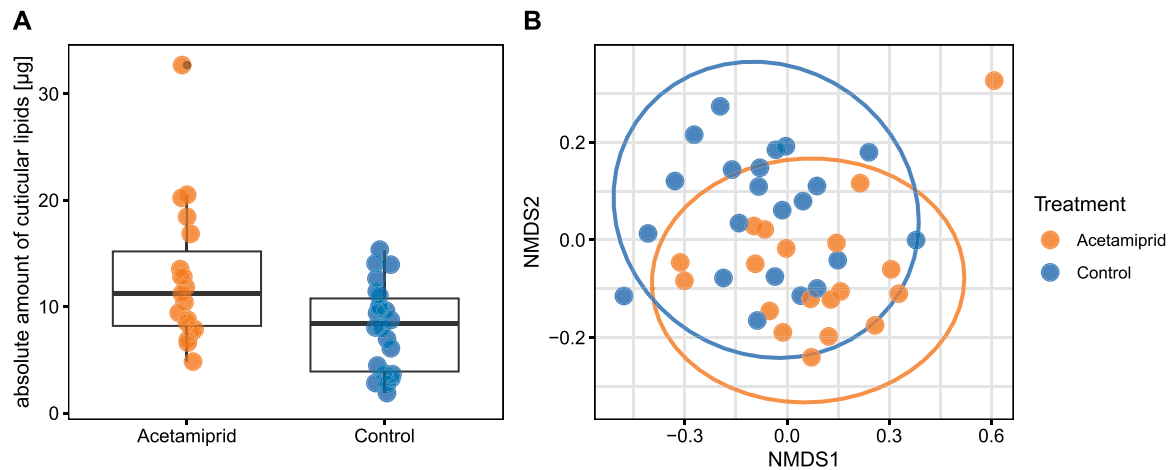 A
absolute amount of cuticular lipids [µg]
30
20
10
0
Acetamiprid
Control
B
NMDS2
0.2
0.0
−0.2
−0.3
0.0
0.3
0.6
NMDS1
Treatment
Acetamiprid
Control